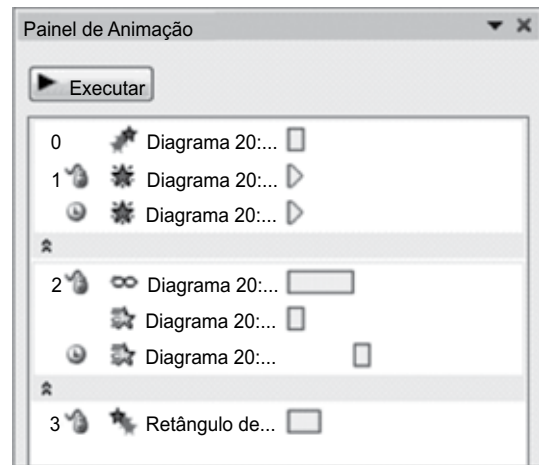 Painel de Animação
Executar
0 Diagrama 20:...
1 Diagrama 20:...
Diagrama 20:...
2 Diagrama 20:...
Diagrama 20:...
Diagrama 20:...
3 Retângulo de...